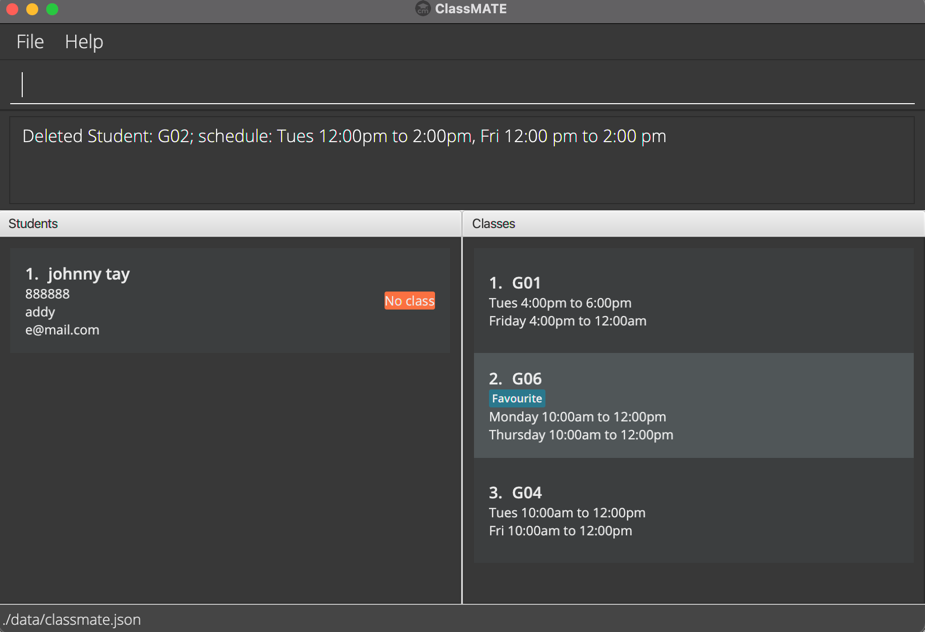 ClassMATE
File Help
Deleted Student: G02; schedule: Tues 12:00pm to 2:00pm, Fri 12:00 pm to 2:00 pm
Students
Classes
1. johnny tay
888888
addy
e@mail.com
No class
1. G01
Tues 4:00pm to 6:00pm
Friday 4:00pm to 12:00am
2. G06
Favourite
Monday 10:00am to 12:00pm
Thursday 10:00am to 12:00pm
3. G04
Tues 10:00am to 12:00pm
Fri 10:00am to 12:00pm
./data/classmate.json